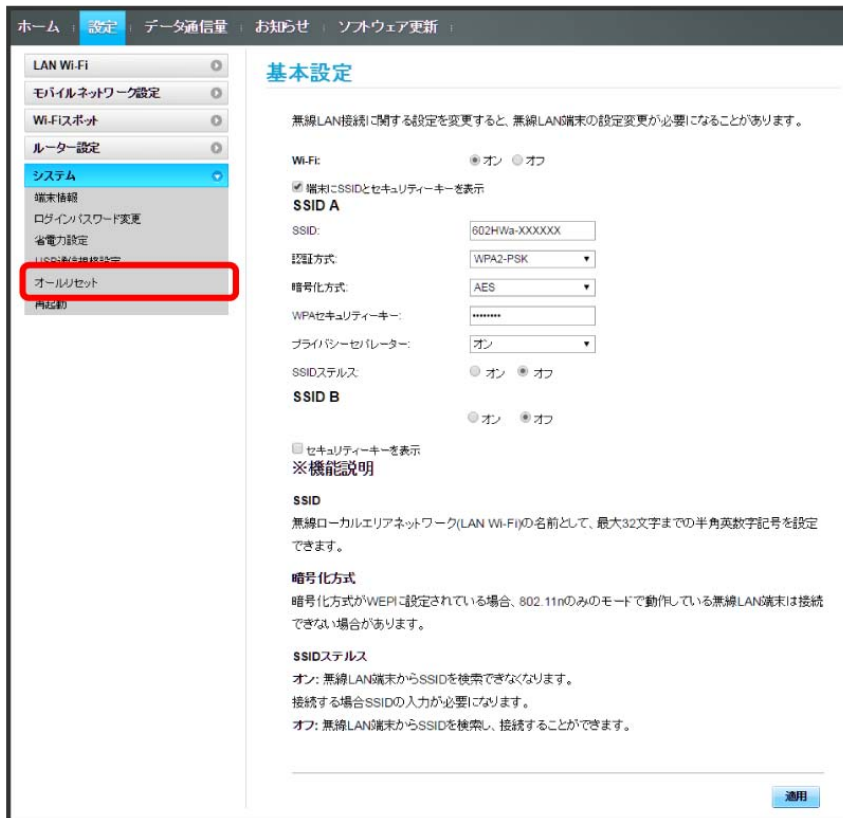 ホーム 設定 データ通信量 お知らせ ソフトウェア更新
LAN Wi-Fi
モバイルネットワーク設定
Wi-Fiスポット
ルーター設定
システム
端末情報
ログインパスワード変更
省電力設定
USB通信規格設定
オールリセット
再起動
基本設定
無線LAN接続に関する設定を変更すると、無線LAN端末の設定変更が必要になることがあります。
Wi-Fi: オン オフ
端末にSSIDとセキュリティーキーを表示
SSID A
SSID: 602HWa-XXXXXX
認証方式: WPA2-PSK
暗号化方式: AES
WPAセキュリティーキー: ••••••••
プライバシーセパレーター: オン
SSIDステルス: オン オフ
SSID B
オン オフ
セキュリティーキーを表示
※機能説明
SSID
無線ローカルエリアネットワーク(LAN Wi-Fi)の名前として、最大32文字までの半角英数字記号を設定
できます。
暗号化方式
暗号化方式がWEPに設定されている場合、802.11nのみのモードで動作している無線LAN端末は接続
できない場合があります。
SSIDステルス
オン: 無線LAN端末からSSIDを検索できなくなります。
接続する場合SSIDの入力が必要になります。
オフ: 無線LAN端末からSSIDを検索し、接続することができます。
適用